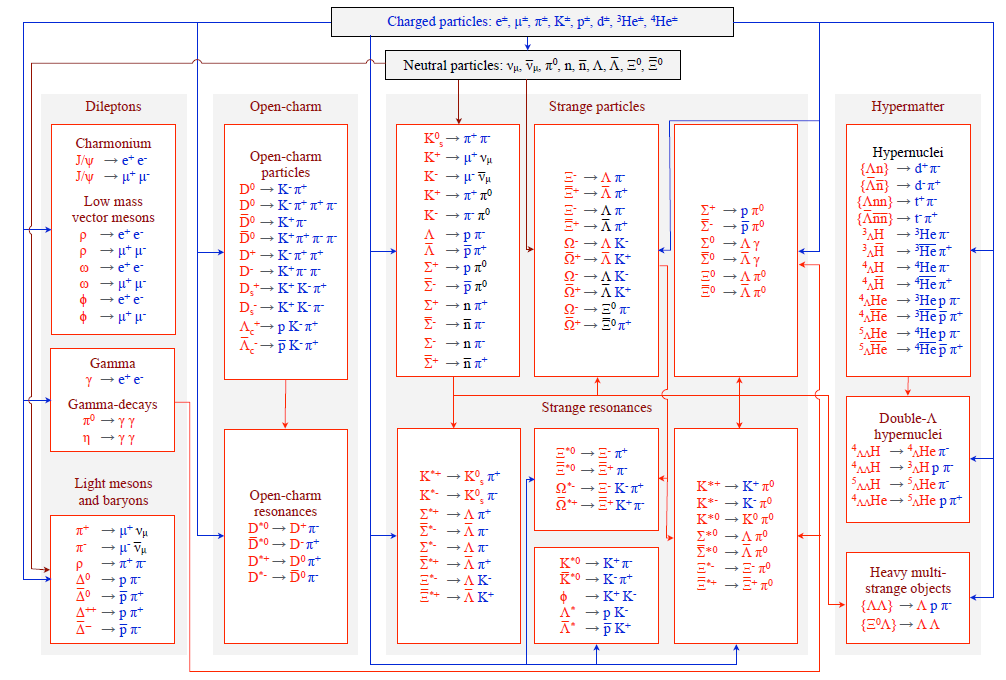 Charged particles: e±, μ±, π±, K±, p±, d±, ³He±, ⁴He±
Neutral particles: νμ, ν̅μ, π⁰, n, n̅, Λ, Λ̅, Ξ⁰, Ξ̅⁰
Dileptons
Charmonium
J/ψ → e⁺ e⁻
J/ψ → μ⁺ μ⁻
Low mass
vector mesons
ρ → e⁺ e⁻
ρ → μ⁺ μ⁻
ω → e⁺ e⁻
ω → μ⁺ μ⁻
ϕ → e⁺ e⁻
ϕ → μ⁺ μ⁻
Gamma
γ → e⁺ e⁻
Gamma-decays
π⁰ → γ γ
η → γ γ
Light mesons
and baryons
π⁺ → μ⁺ νμ
π⁻ → μ⁻ ν̅μ
ρ → π⁺ π⁻
Δ⁰ → p π⁻
Δ̅⁰ → p̅ π⁺
Δ⁺⁺ → p π⁺
Δ̅⁻⁻ → p̅ π⁻
Open-charm
Open-charm
particles
D⁰ → K⁻ π⁺
D⁰ → K⁻ π⁺ π⁺ π⁻
D̅⁰ → K⁺ π⁻
D̅⁰ → K⁺ π⁺ π⁻ π⁻
D⁺ → K⁻ π⁺ π⁺
D⁻ → K⁺ π⁻ π⁻
Ds⁺ → K⁺ K⁻ π⁺
Ds⁻ → K⁺ K⁻ π⁻
Λc⁺ → p K⁻ π⁺
Λ̅c⁻ → p̅ K⁻ π⁺
Open-charm
resonances
D*⁰ → D⁺ π⁻
D̅*⁰ → D⁻ π⁺
D*⁺ → D⁰ π⁺
D*⁻ → D̅⁰ π⁻
Strange particles
K⁰s → π⁺ π⁻
K⁺ → μ⁺ νμ
K⁻ → μ⁻ ν̅μ
K⁺ → π⁺ π⁰
K⁻ → π⁻ π⁰
Λ → p π⁻
Λ̅ → p̅ π⁺
Σ⁺ → p π⁰
Σ̅⁻ → p̅ π⁰
Σ⁺ → n π⁺
Σ̅⁻ → n̅ π⁻
Σ⁻ → n π⁻
Σ̅⁺ → n̅ π⁺
Ξ⁻ → Λ π⁻
Ξ̅⁺ → Λ̅ π⁺
Ξ⁻ → Λ π⁻
Ξ̅⁺ → Λ̅ π⁺
Ω⁻ → Λ K⁻
Ω̅⁺ → Λ̅ K⁺
Ω⁻ → Λ K⁻
Ω̅⁺ → Λ̅ K⁺
Ω⁻ → Ξ⁰ π⁻
Ω̅⁺ → Ξ̅⁰ π⁺
Σ⁺ → p π⁰
Σ̅⁻ → p̅ π⁰
Σ⁰ → Λ γ
Σ̅⁰ → Λ̅ γ
Ξ⁰ → Λ π⁰
Ξ̅⁰ → Λ̅ π⁰
Strange resonances
K*⁺ → K⁰s π⁺
K*⁻ → K⁰s π⁻
Σ*⁺ → Λ π⁺
Σ̅*⁻ → Λ̅ π⁻
Σ*⁻ → Λ π⁻
Σ̅*⁺ → Λ̅ π⁺
Ξ*⁻ → Λ K⁻
Ξ̅*⁺ → Λ̅ K⁺
Ξ*⁰ → Ξ⁻ π⁺
Ξ̅*⁰ → Ξ̅⁺ π⁻
Ω*⁻ → Ξ⁻ K⁻ π⁺
Ω̅*⁺ → Ξ̅⁺ K⁺ π⁻
K*⁰ → K⁺ π⁻
K̅*⁰ → K⁻ π⁺
ϕ → K⁺ K⁻
Λ* → p K⁻
Λ̅* → p̅ K⁺
K*⁺ → K⁺ π⁰
K*⁻ → K⁻ π⁰
K*⁰ → K⁰ π⁰
Σ*⁰ → Λ π⁰
Σ̅*⁰ → Λ̅ π⁰
Ξ*⁻ → Ξ⁻ π⁰
Ξ̅*⁺ → Ξ̅⁺ π⁰
Hypermatter
Hypernuclei
{Λn} → d⁺ π⁻
{Λ̅n̅} → d⁻ π⁺
{Λnn} → t⁺ π⁻
{Λ̅n̅n̅} → t⁻ π⁺
³ΛH → ³He π⁻
³ΛH̅ → ³H̅e̅ π⁺
⁴ΛH → ⁴He π⁻
⁴ΛH̅ → ⁴H̅e̅ π⁺
⁴ΛHe → ³He p π⁻
⁴ΛH̅e̅ → ³H̅e̅ p̅ π⁺
⁵ΛHe → ⁴He p π⁻
⁵ΛH̅e̅ → ⁴H̅e̅ p̅ π⁺
Double-Λ
hypernuclei
⁴ΛΛH → ⁴ΛHe π⁻
⁴ΛΛH → ³ΛH p π⁻
⁵ΛΛH → ⁵ΛHe π⁻
⁴ΛΛHe → ⁵ΛHe p π⁺
Heavy multi-
strange objects
{ΛΛ} → Λ p π⁻
{Ξ⁰Λ} → Λ Λ